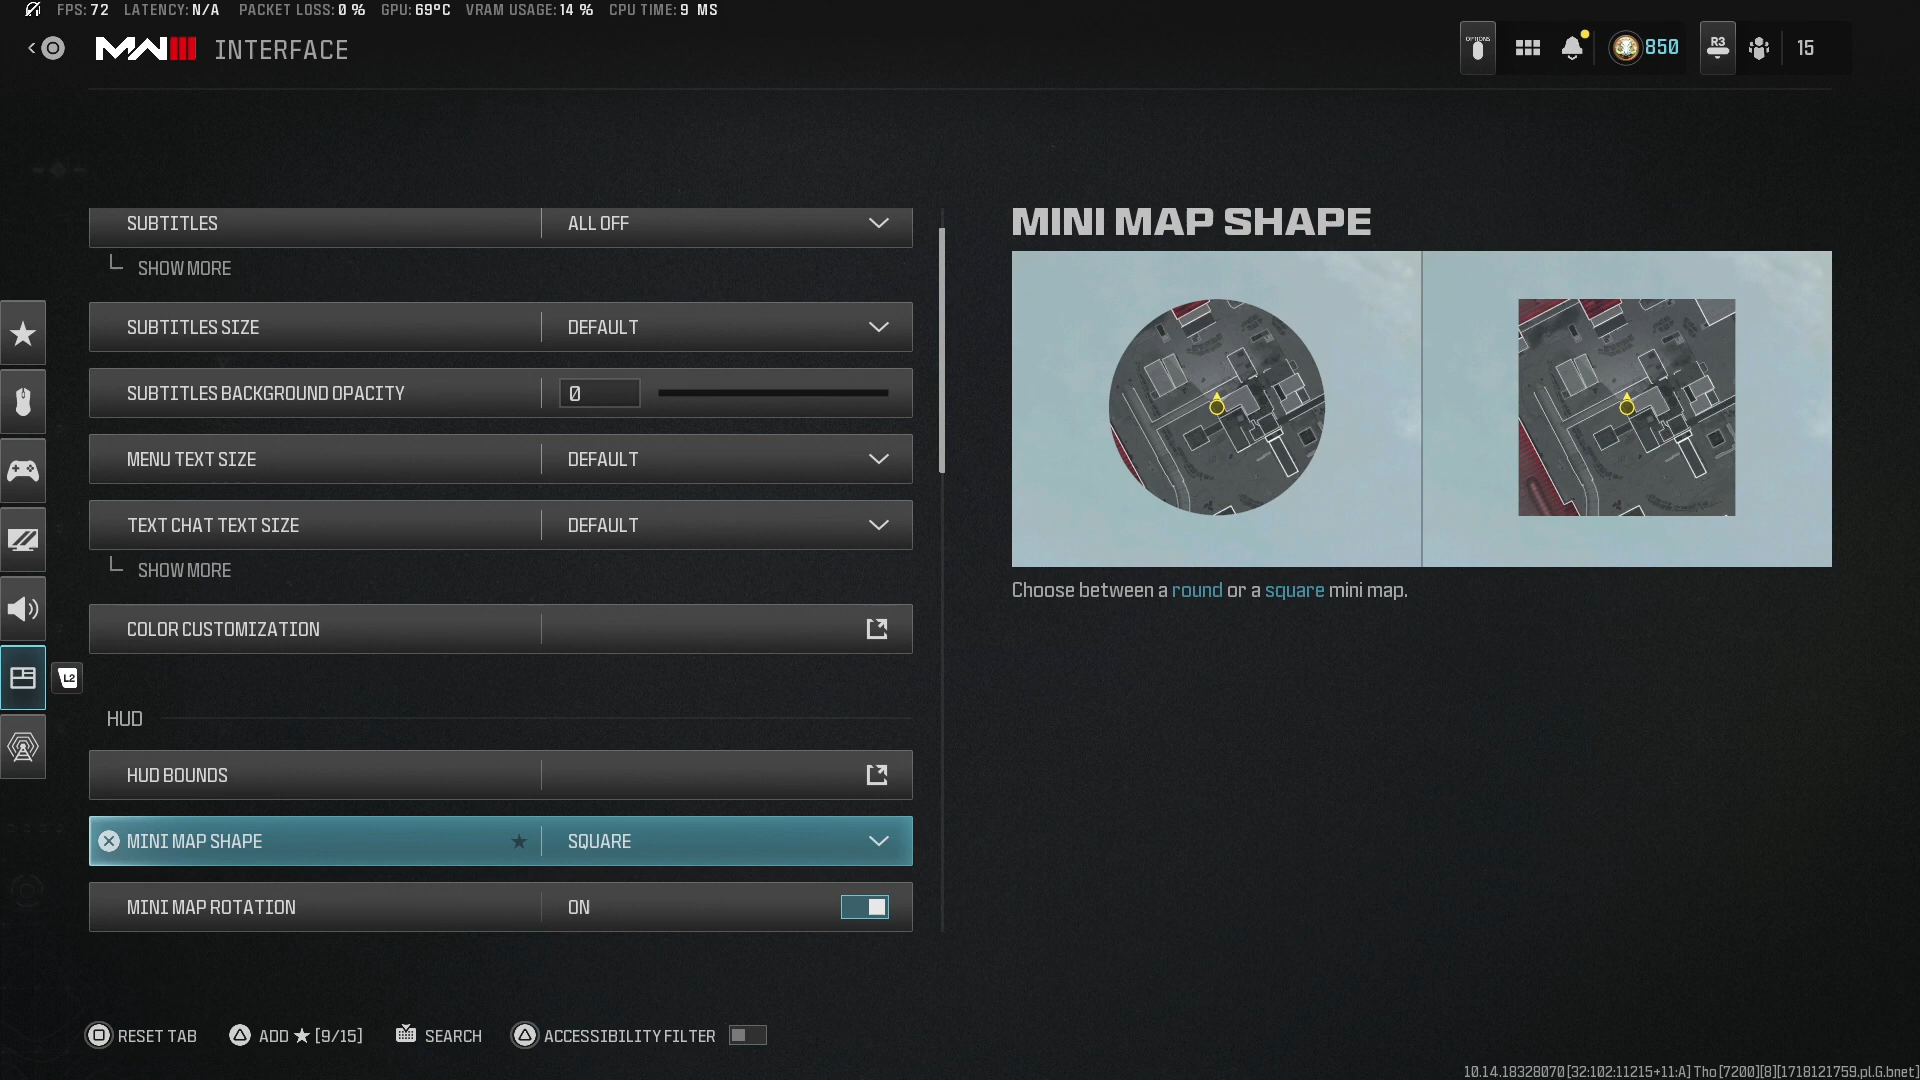 FPS: 72 LATENCY: N/A PACKET LOSS: 0 % GPU: 69°C VRAM USAGE: 14 % CPU TIME: 9 MS
MWIII INTERFACE
OPTIONS
850
R3
15
SUBTITLES ALL OFF
SHOW MORE
SUBTITLES SIZE DEFAULT
SUBTITLES BACKGROUND OPACITY 0
MENU TEXT SIZE DEFAULT
TEXT CHAT TEXT SIZE DEFAULT
SHOW MORE
COLOR CUSTOMIZATION
L2
HUD
HUD BOUNDS
MINI MAP SHAPE SQUARE
MINI MAP ROTATION ON
MINI MAP SHAPE
Choose between a round or a square mini map.
RESET TAB ADD ★ [9/15] SEARCH ACCESSIBILITY FILTER
10.14.18328070 [32:102:11215+11:A] Tho [7200][8][1718121759.pl.G.bnet]